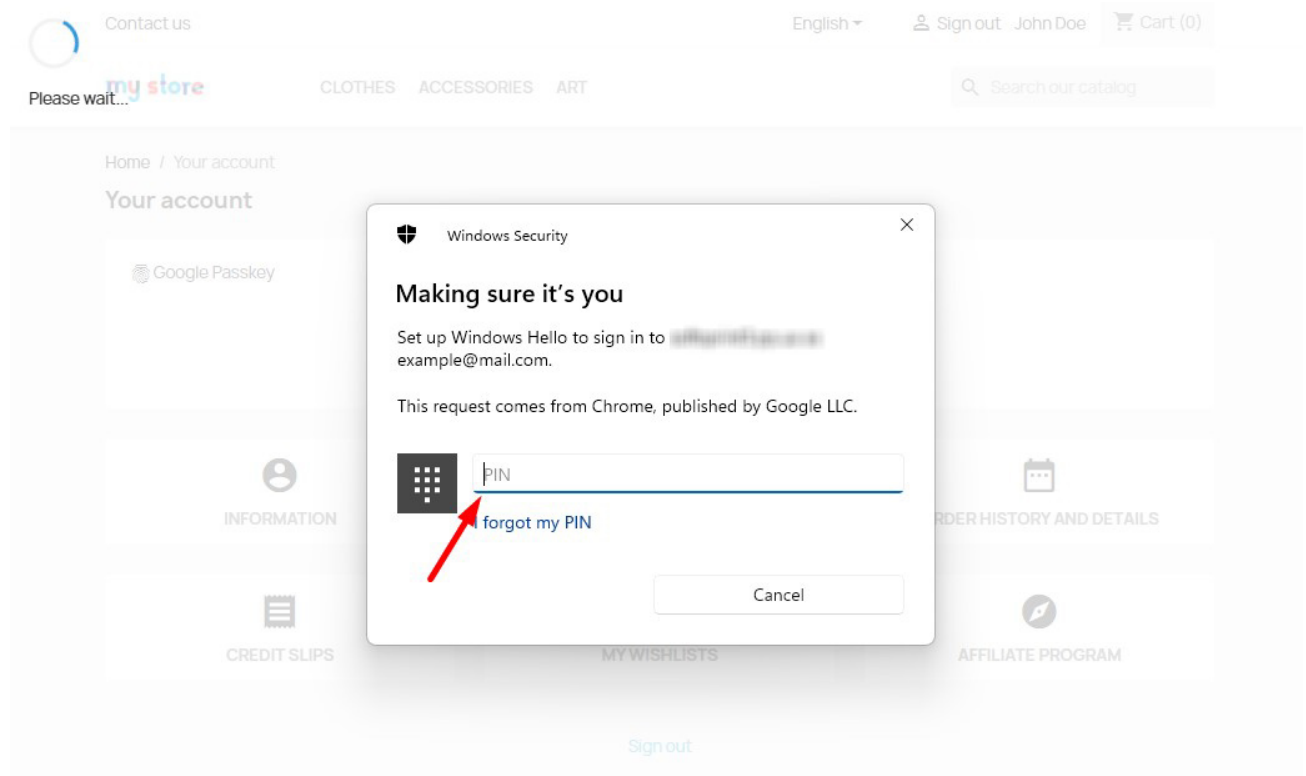 Contact us
English
Sign out John Doe
Cart (0)
Please wait...
my store
CLOTHES ACCESSORIES ART
Search our catalog
Home / Your account
Your account
Google Passkey
Windows Security
Making sure it's you
Set up Windows Hello to sign in to
example@mail.com.
This request comes from Chrome, published by Google LLC.
PIN
I forgot my PIN
Cancel
INFORMATION
RDER HISTORY AND DETAILS
CREDIT SLIPS
MY WISHLISTS
AFFILIATE PROGRAM
Sign out